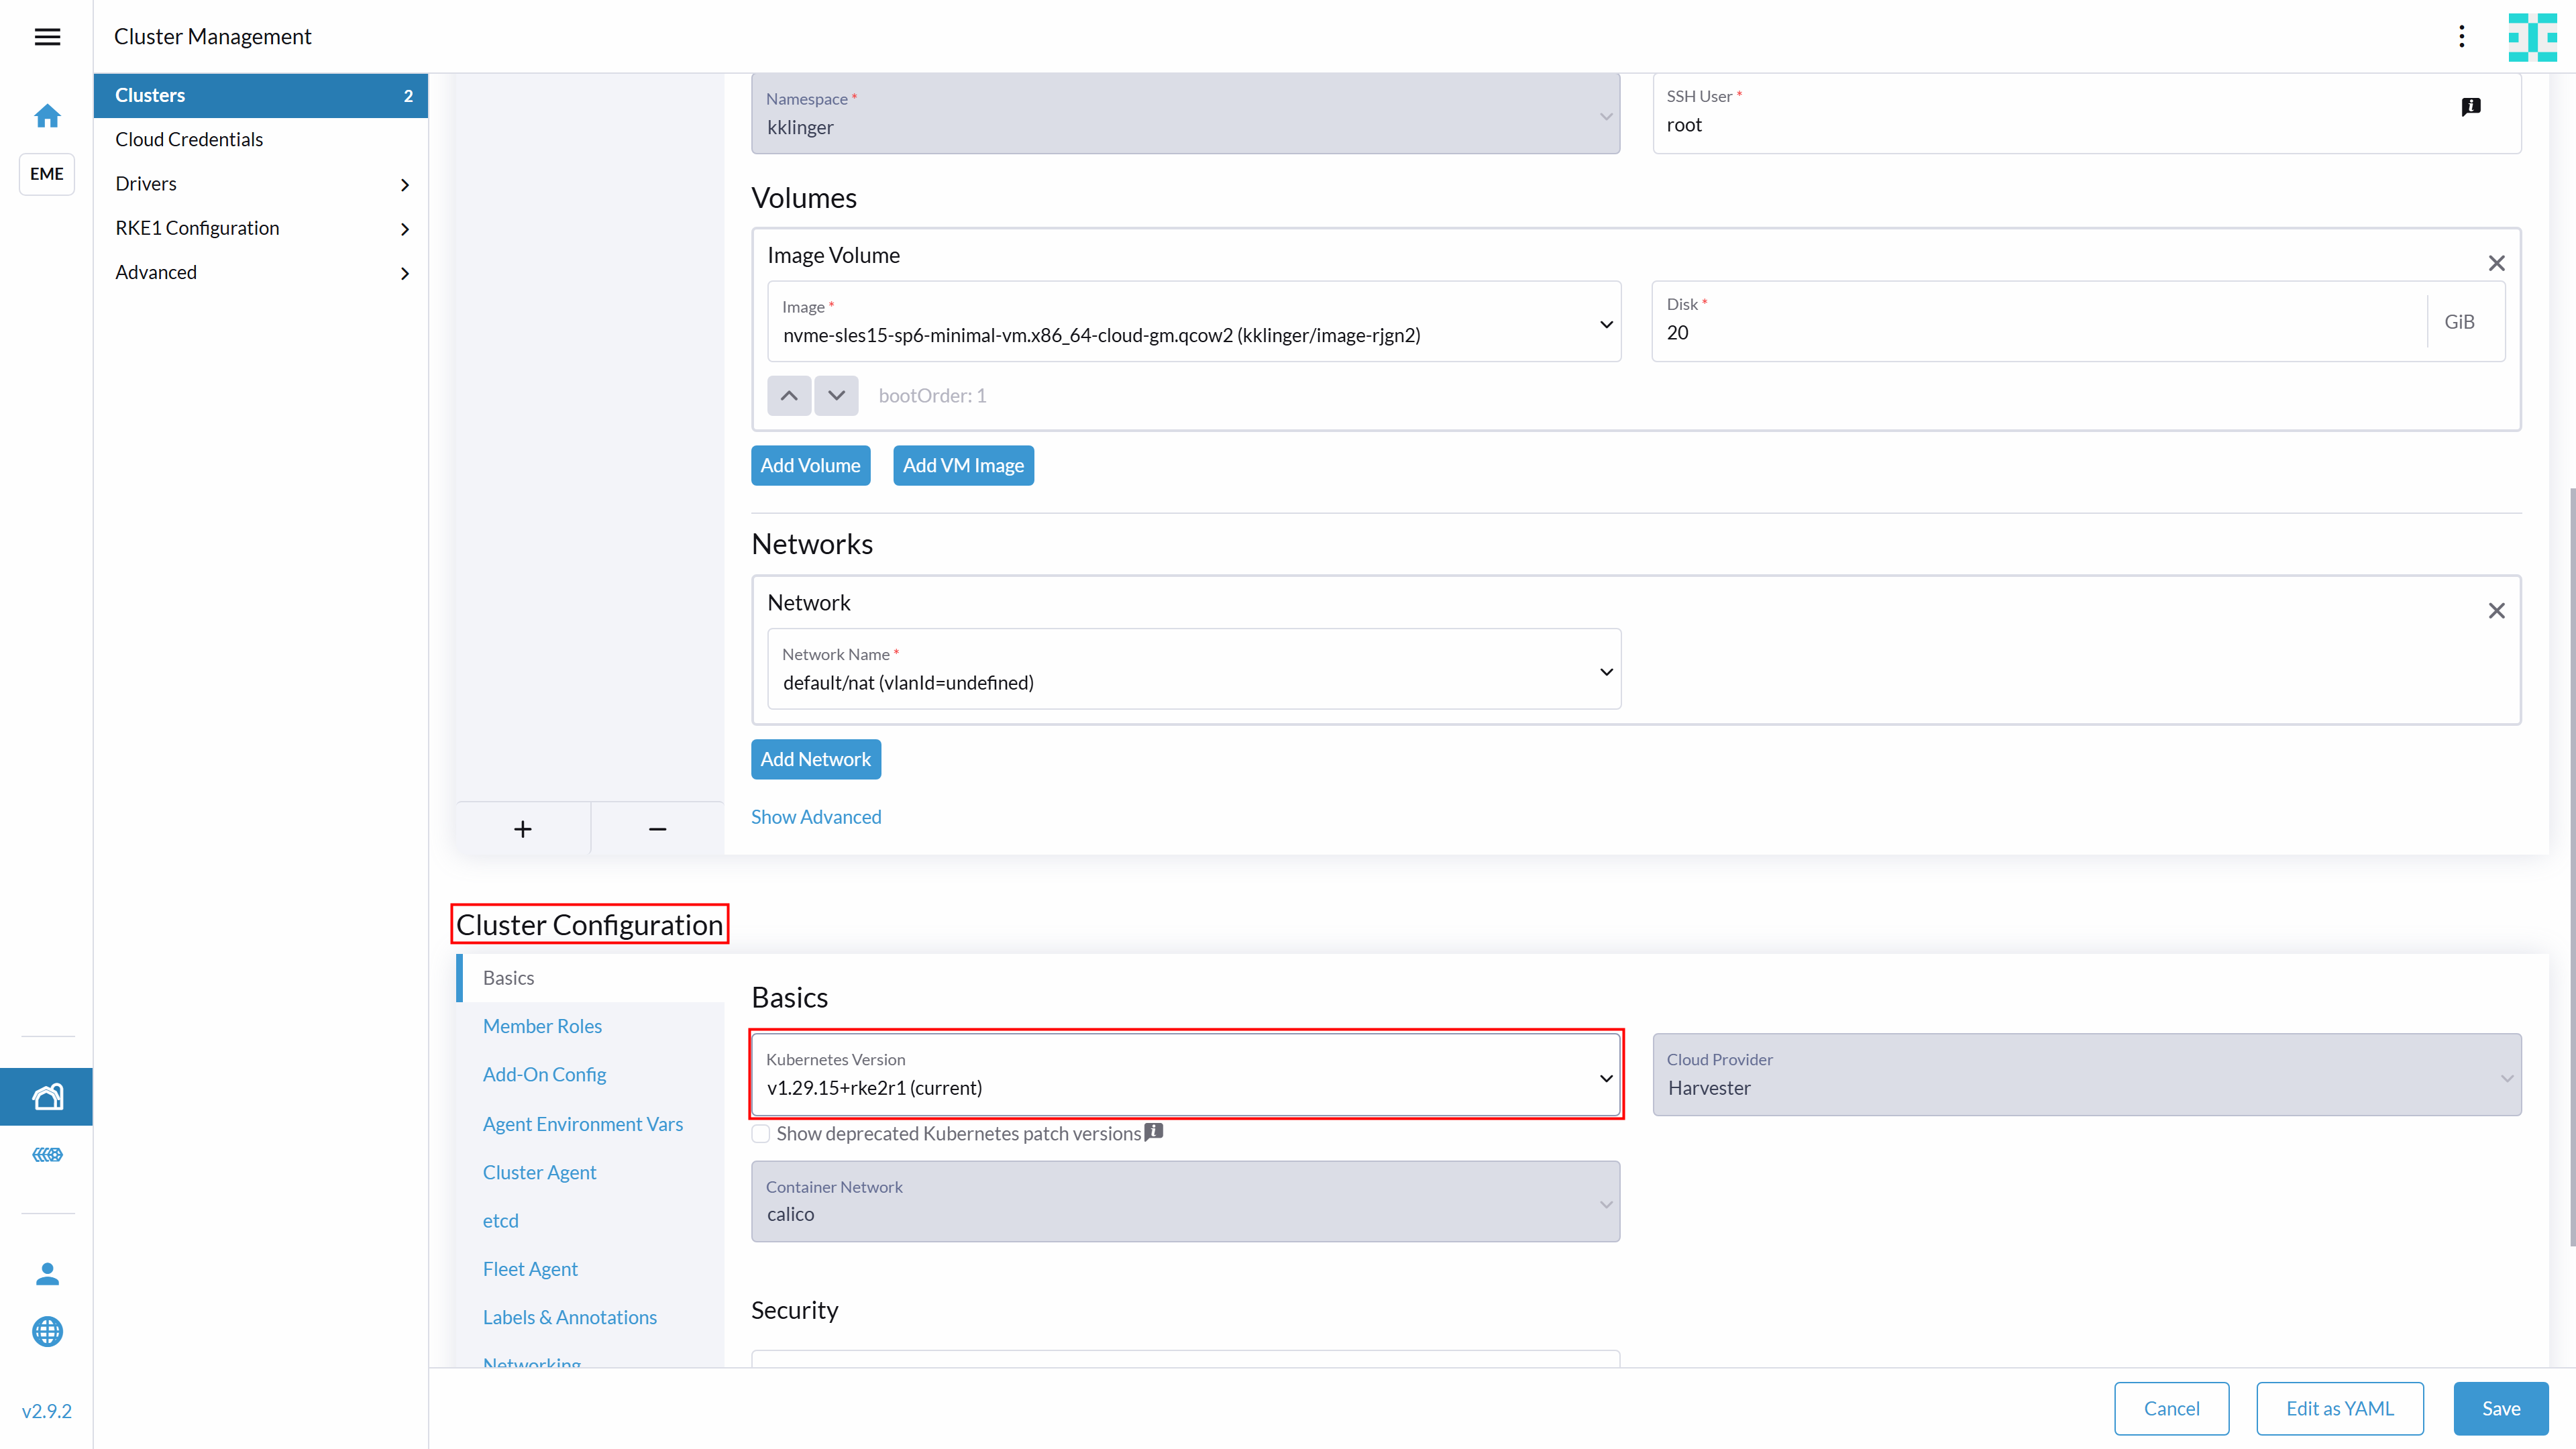 Cluster Management
EME
Clusters 2
Cloud Credentials
Drivers
RKE1 Configuration
Advanced
v2.9.2
Namespace *
kklinger
SSH User *
root
Volumes
Image Volume
Image *
nvme-sles15-sp6-minimal-vm.x86_64-cloud-gm.qcow2 (kklinger/image-rjgn2)
Disk *
20
GiB
bootOrder: 1
Add Volume
Add VM Image
Networks
Network
Network Name *
default/nat (vlanId=undefined)
Add Network
Show Advanced
Cluster Configuration
Basics
Member Roles
Add-On Config
Agent Environment Vars
Cluster Agent
etcd
Fleet Agent
Labels & Annotations
Networking
Basics
Kubernetes Version
v1.29.15+rke2r1 (current)
Cloud Provider
Harvester
Show deprecated Kubernetes patch versions
Container Network
calico
Security
Cancel
Edit as YAML
Save